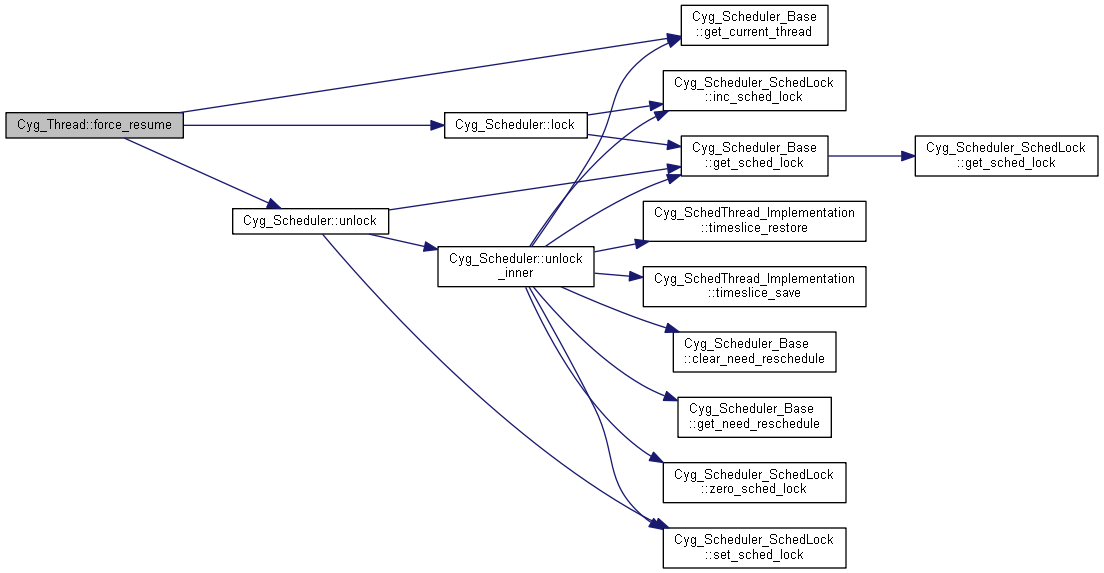 Cyg_Thread::force_resume
Cyg_Scheduler::lock
Cyg_Scheduler::unlock
Cyg_Scheduler::unlock
_inner
Cyg_Scheduler_Base
::get_current_thread
Cyg_Scheduler_SchedLock
::inc_sched_lock
Cyg_Scheduler_Base
::get_sched_lock
Cyg_Scheduler_SchedLock
::get_sched_lock
Cyg_SchedThread_Implementation
::timeslice_restore
Cyg_SchedThread_Implementation
::timeslice_save
Cyg_Scheduler_Base
::clear_need_reschedule
Cyg_Scheduler_Base
::get_need_reschedule
Cyg_Scheduler_SchedLock
::zero_sched_lock
Cyg_Scheduler_SchedLock
::set_sched_lock